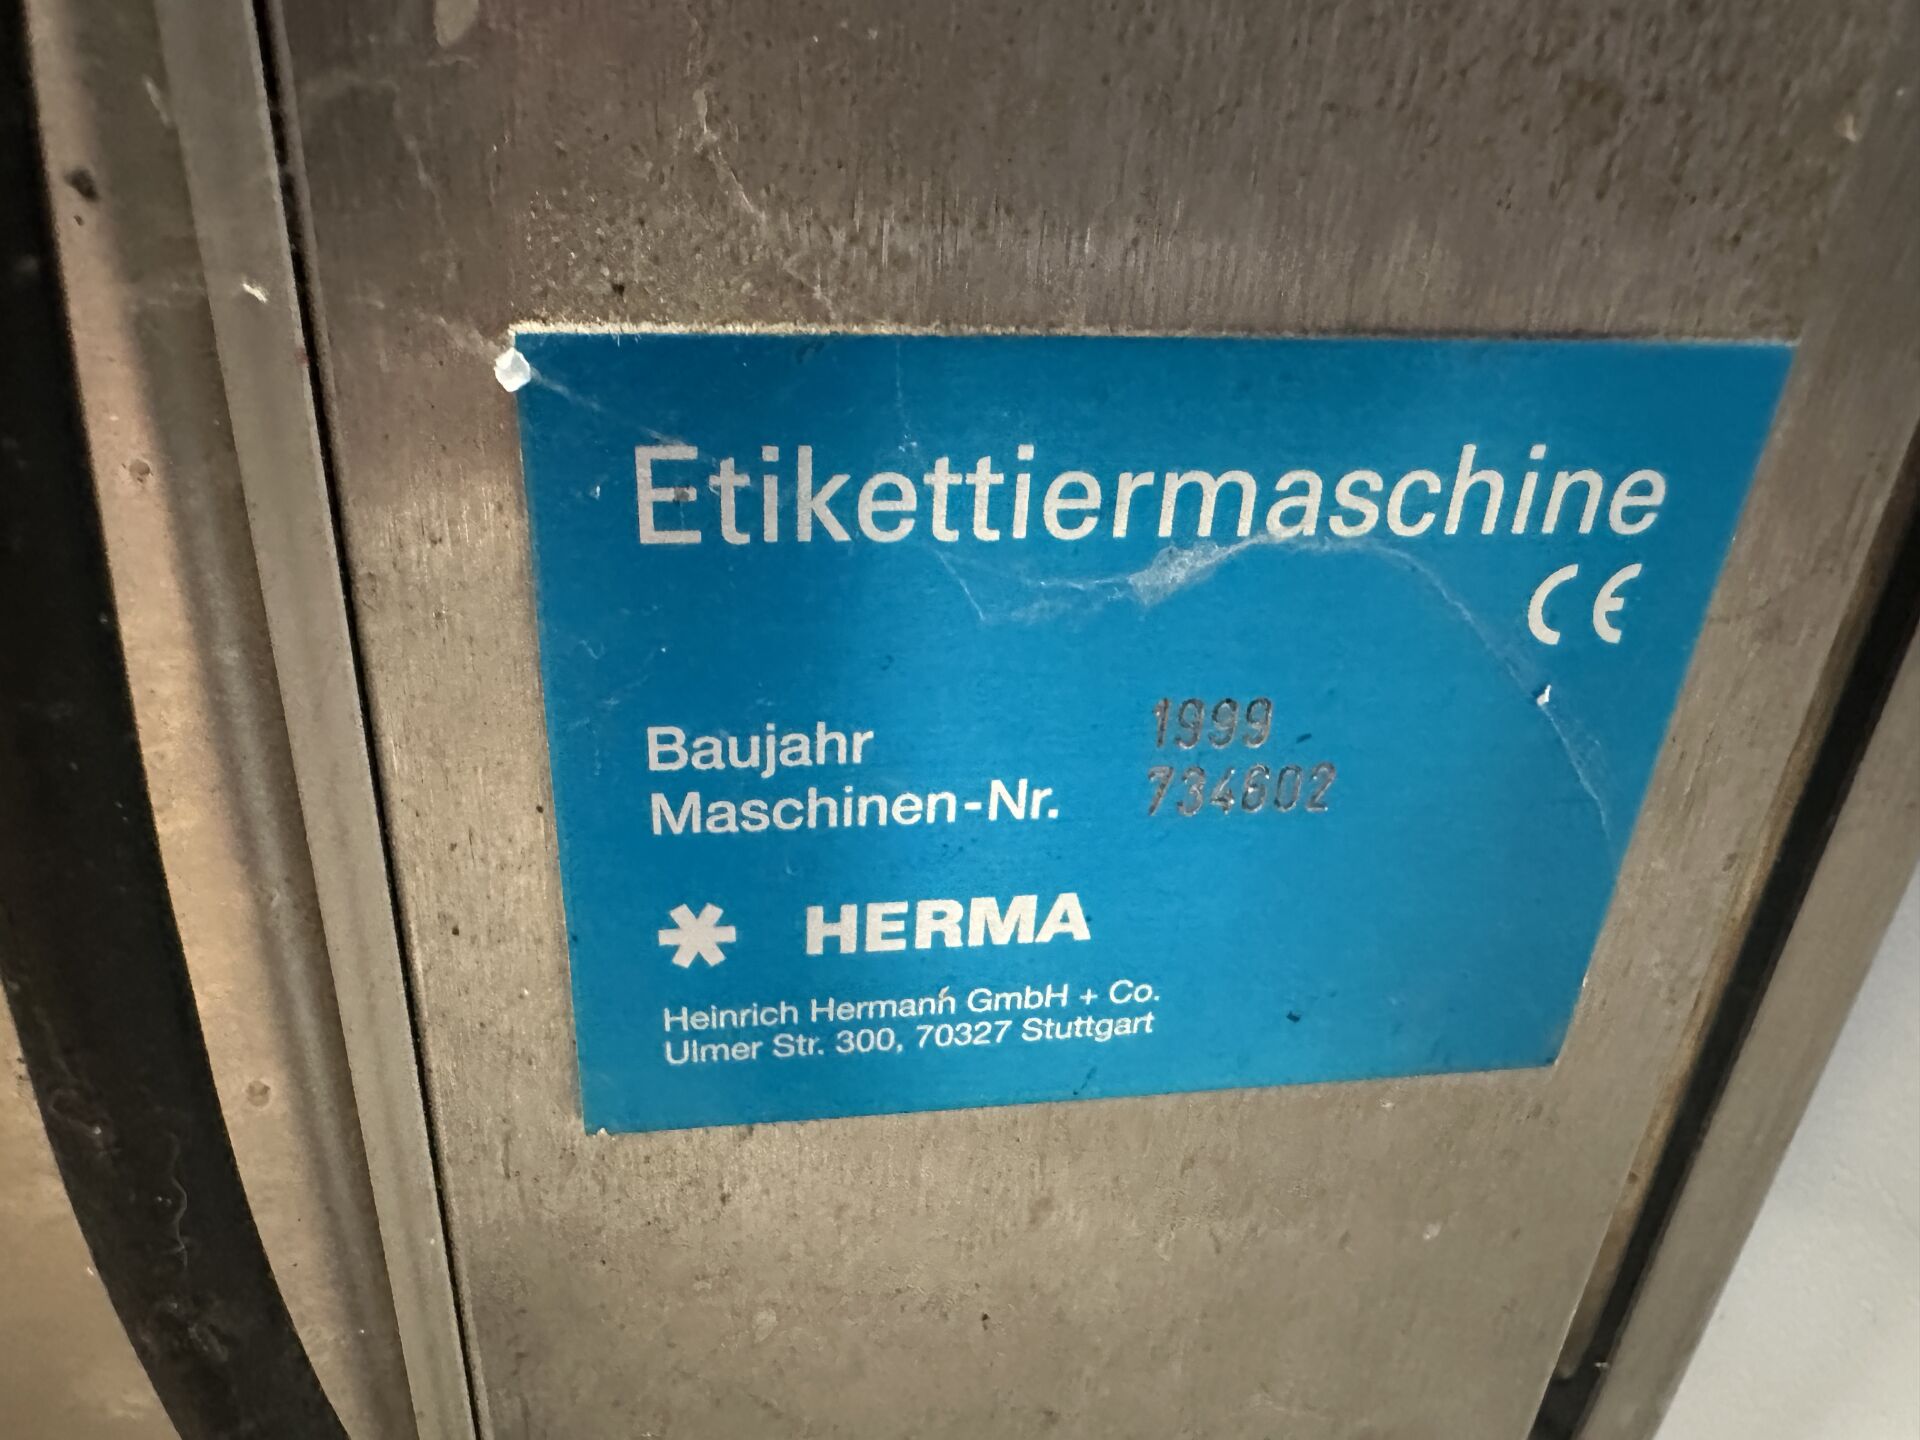 Etikettiermaschine
CE
Baujahr 1999
Maschinen-Nr. 734602
HERMA
Heinrich Hermann GmbH + Co.
Ulmer Str. 300, 70327 Stuttgart